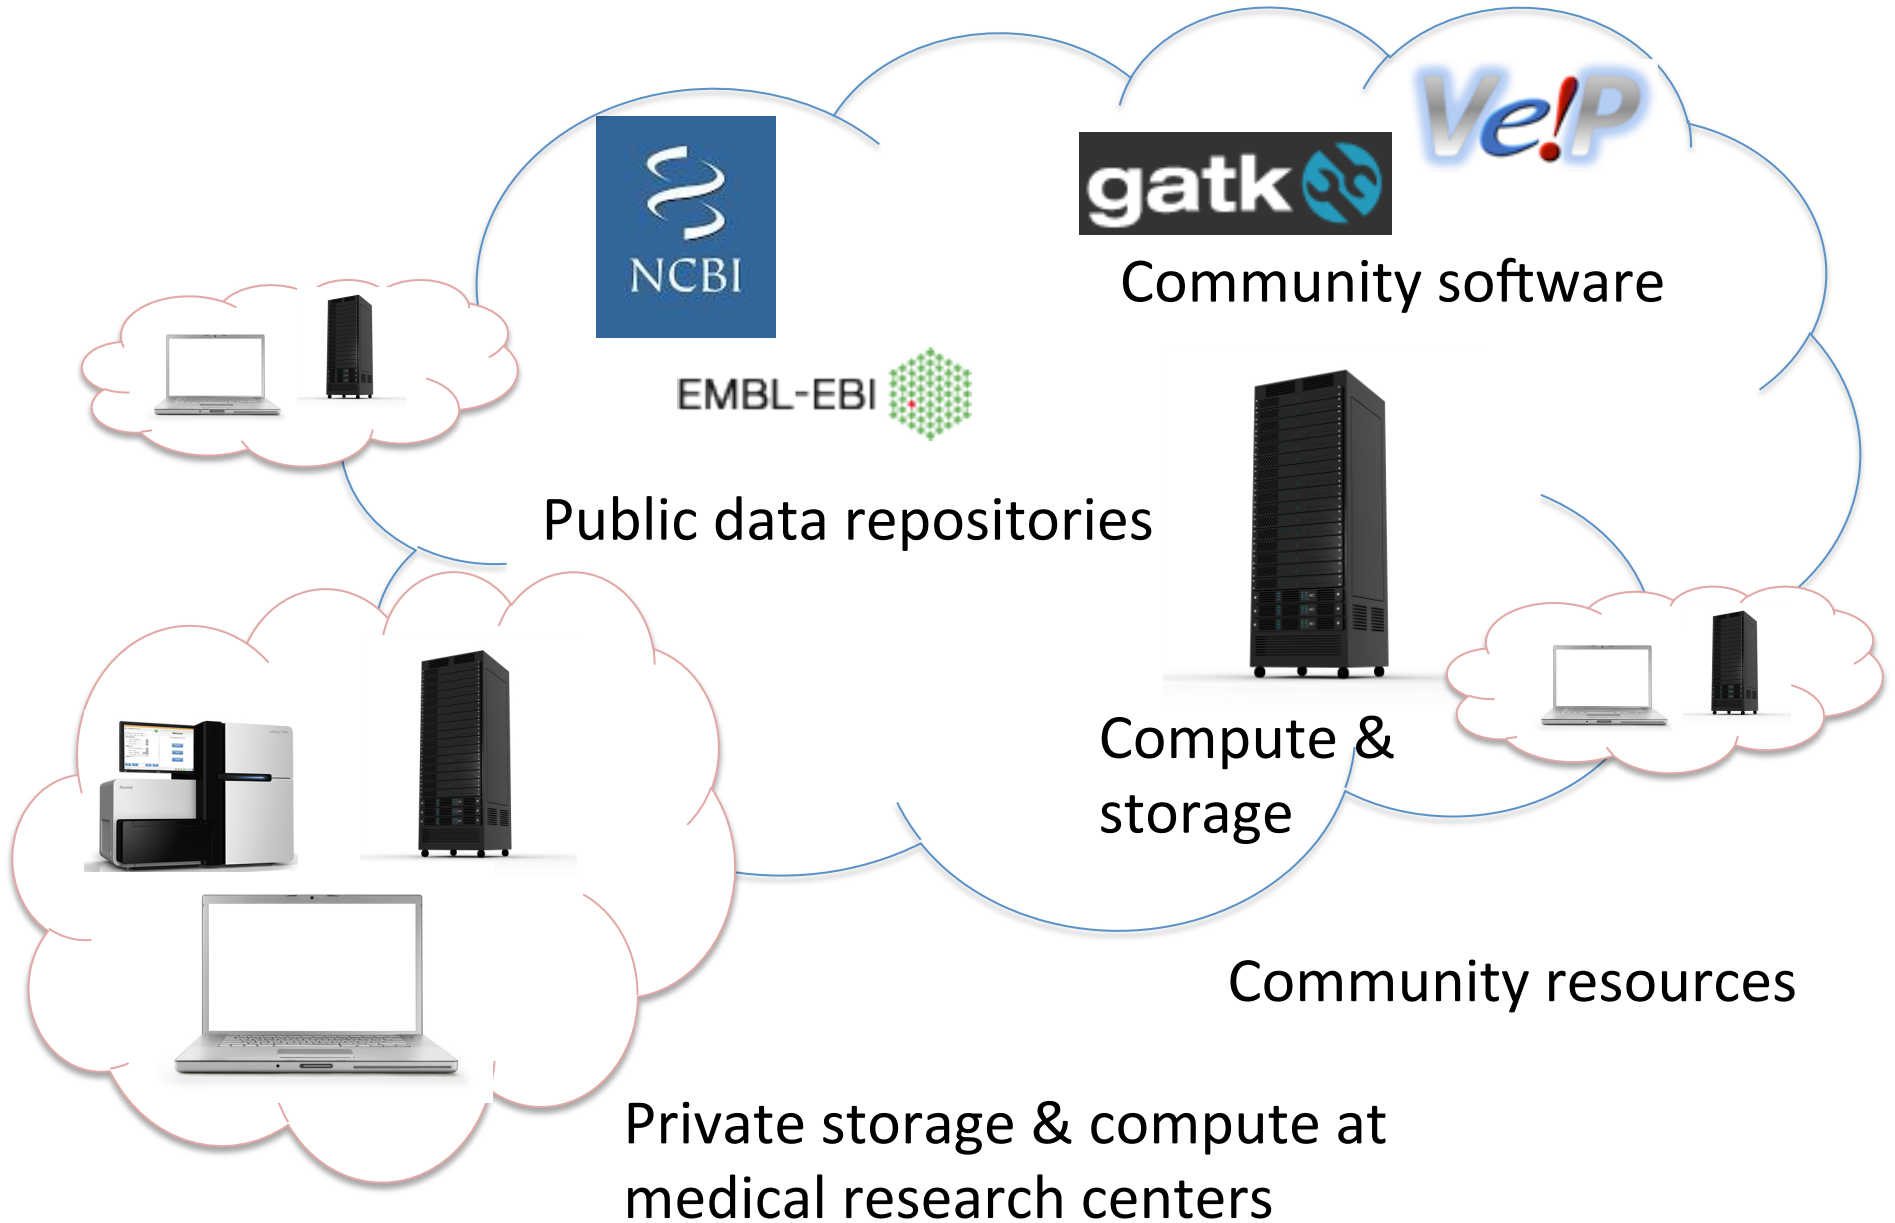 Ve!P
gatk
NCBI
Community software
EMBL-EBI
Public data repositories
Compute &
storage
Community resources
Private storage & compute at
medical research centers